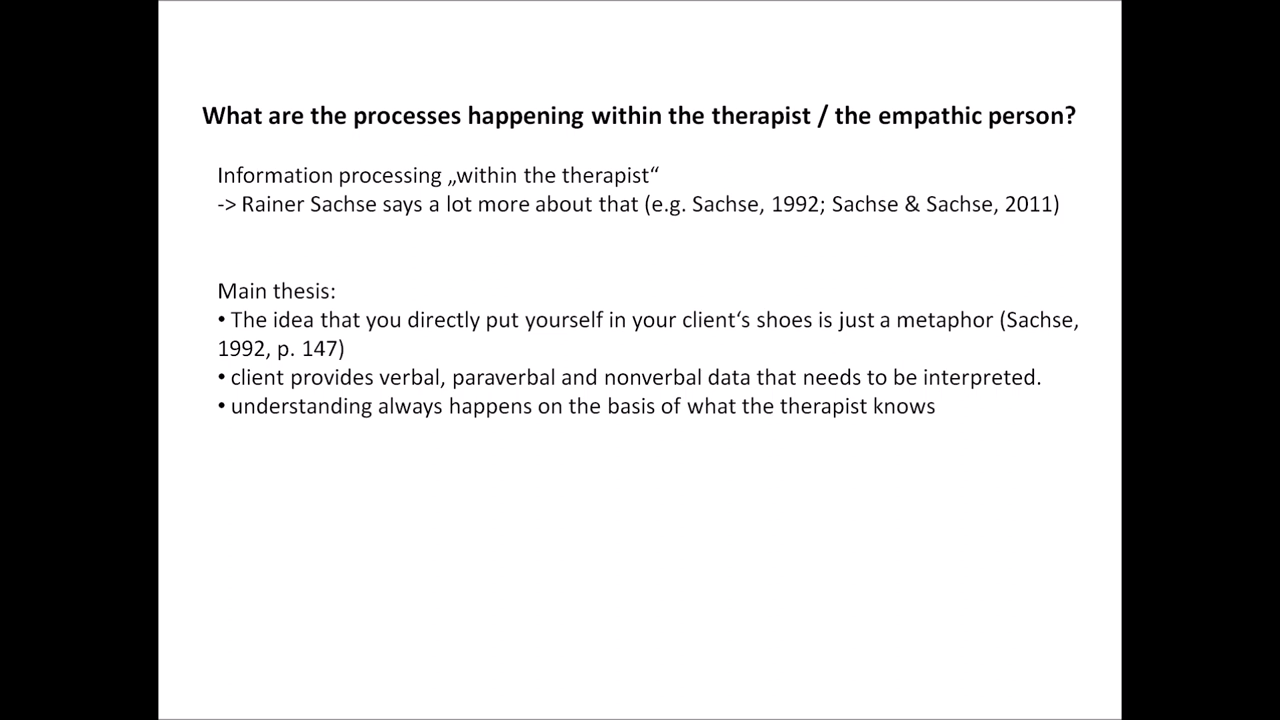 What are the processes happening within the therapist / the empathic person?
Information processing „within the therapist“
-> Rainer Sachse says a lot more about that (e.g. Sachse, 1992; Sachse & Sachse, 2011)
Main thesis:
• The idea that you directly put yourself in your client‘s shoes is just a metaphor (Sachse,
1992, p. 147)
• client provides verbal, paraverbal and nonverbal data that needs to be interpreted.
• understanding always happens on the basis of what the therapist knows